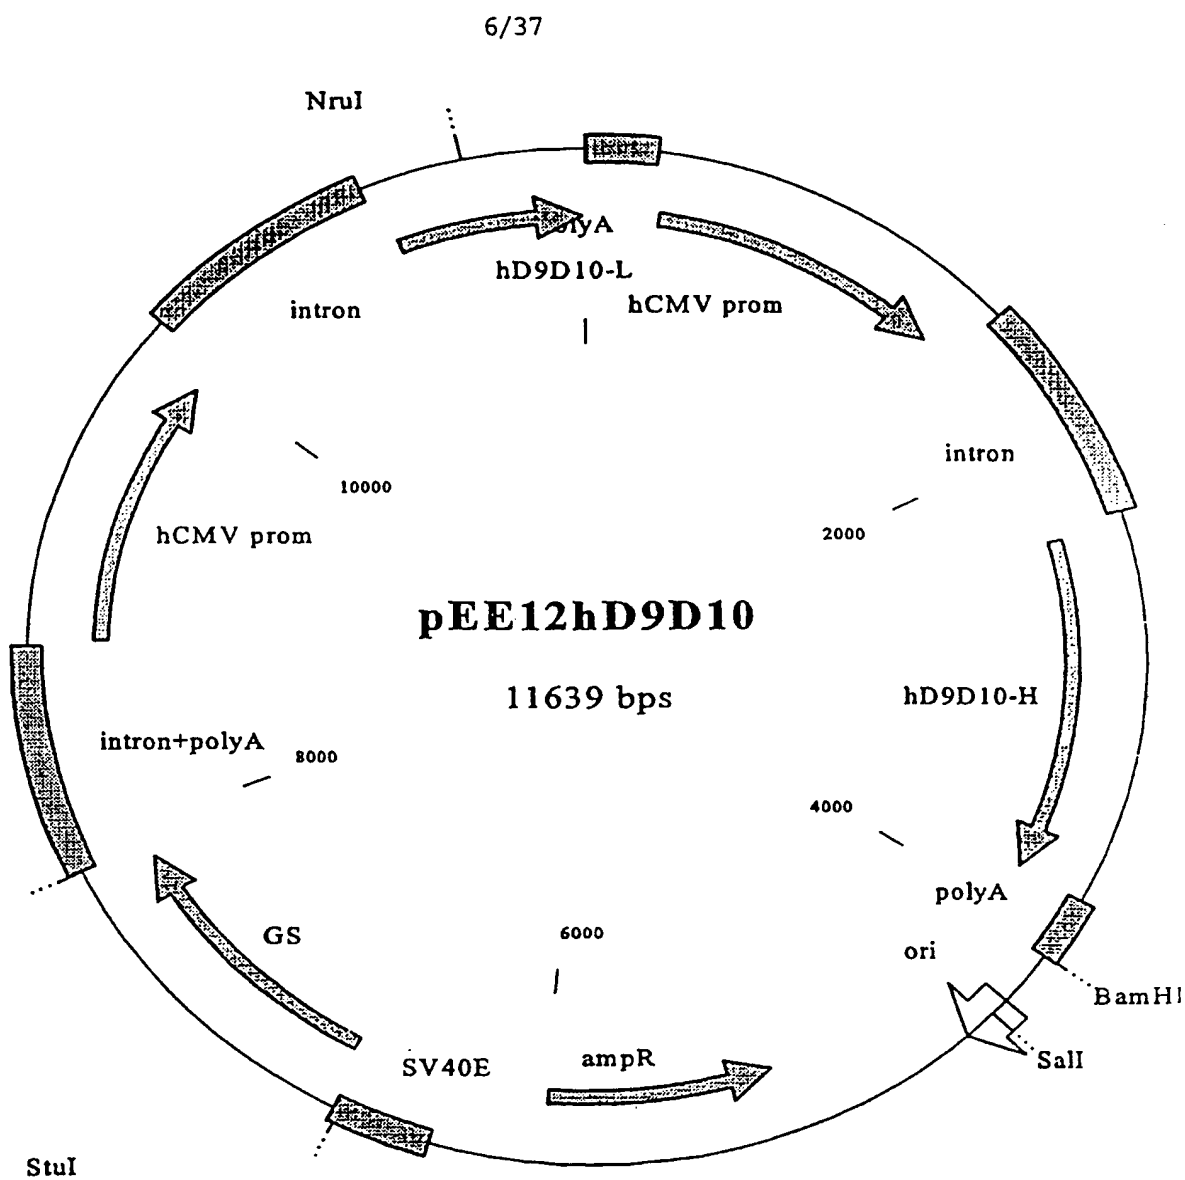 6/37
NruI
polyA
hD9D10-L
hCMV prom
intron
intron
10000
2000
hCMV prom
pEE12hD9D10
11639 bps
hD9D10-H
intron+polyA
8000
4000
polyA
GS
6000
ori
BamHI
SalI
ampR
SV40E
StuI